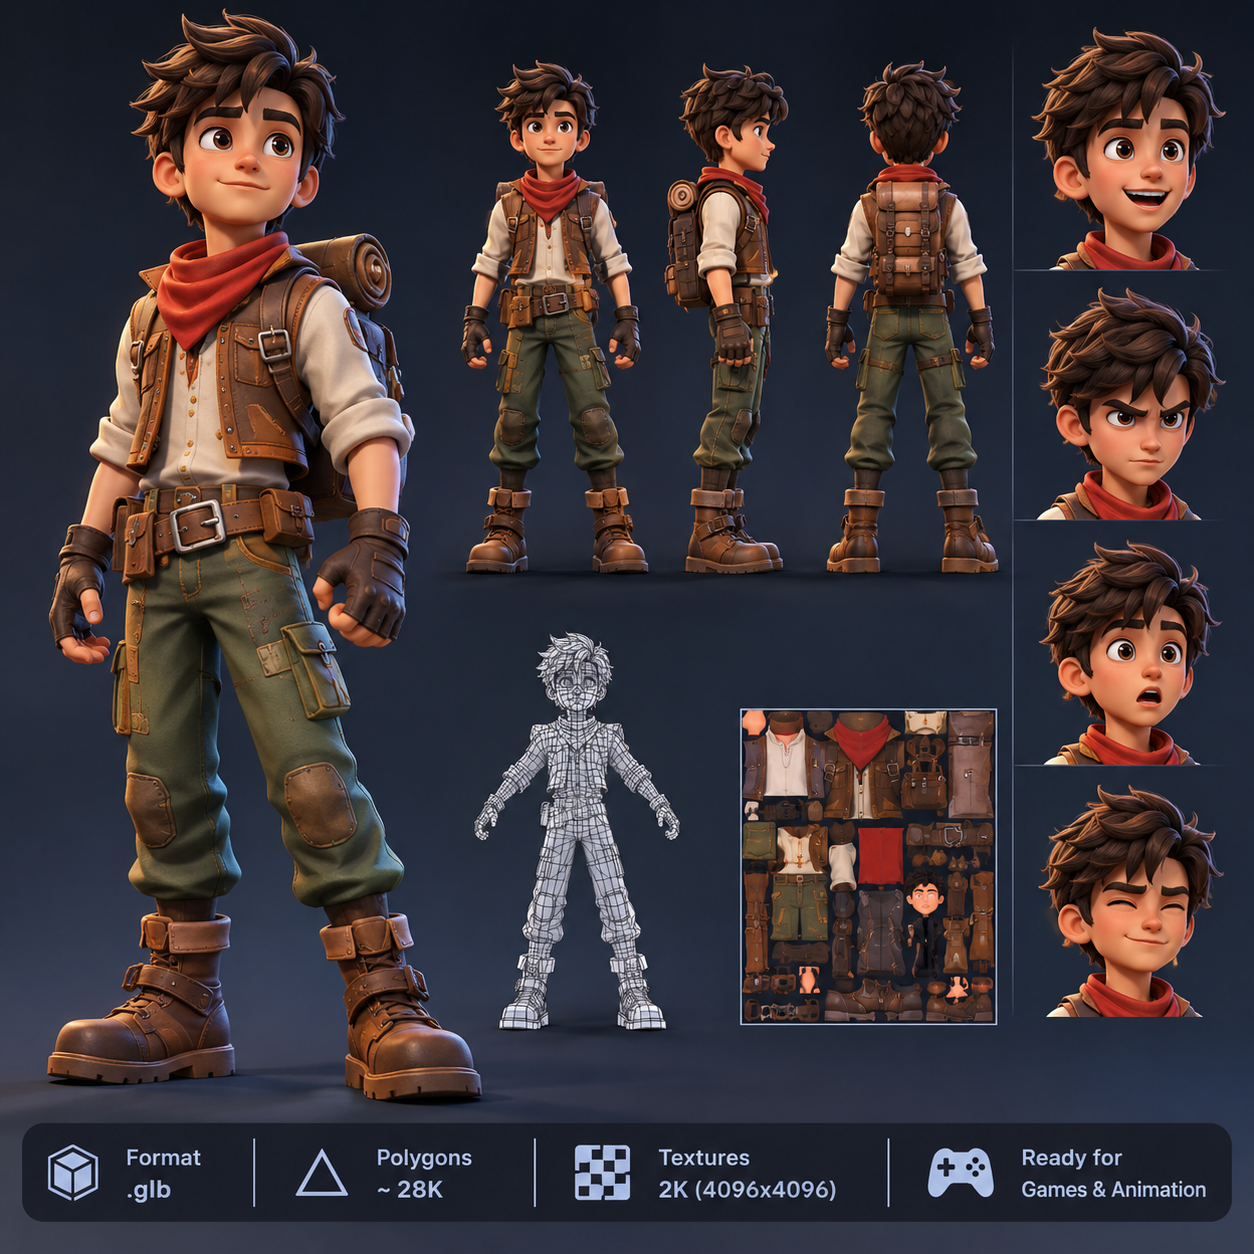 Format
.glb
Polygons
~ 28K
Textures
2K (4096x4096)
Ready for
Games & Animation